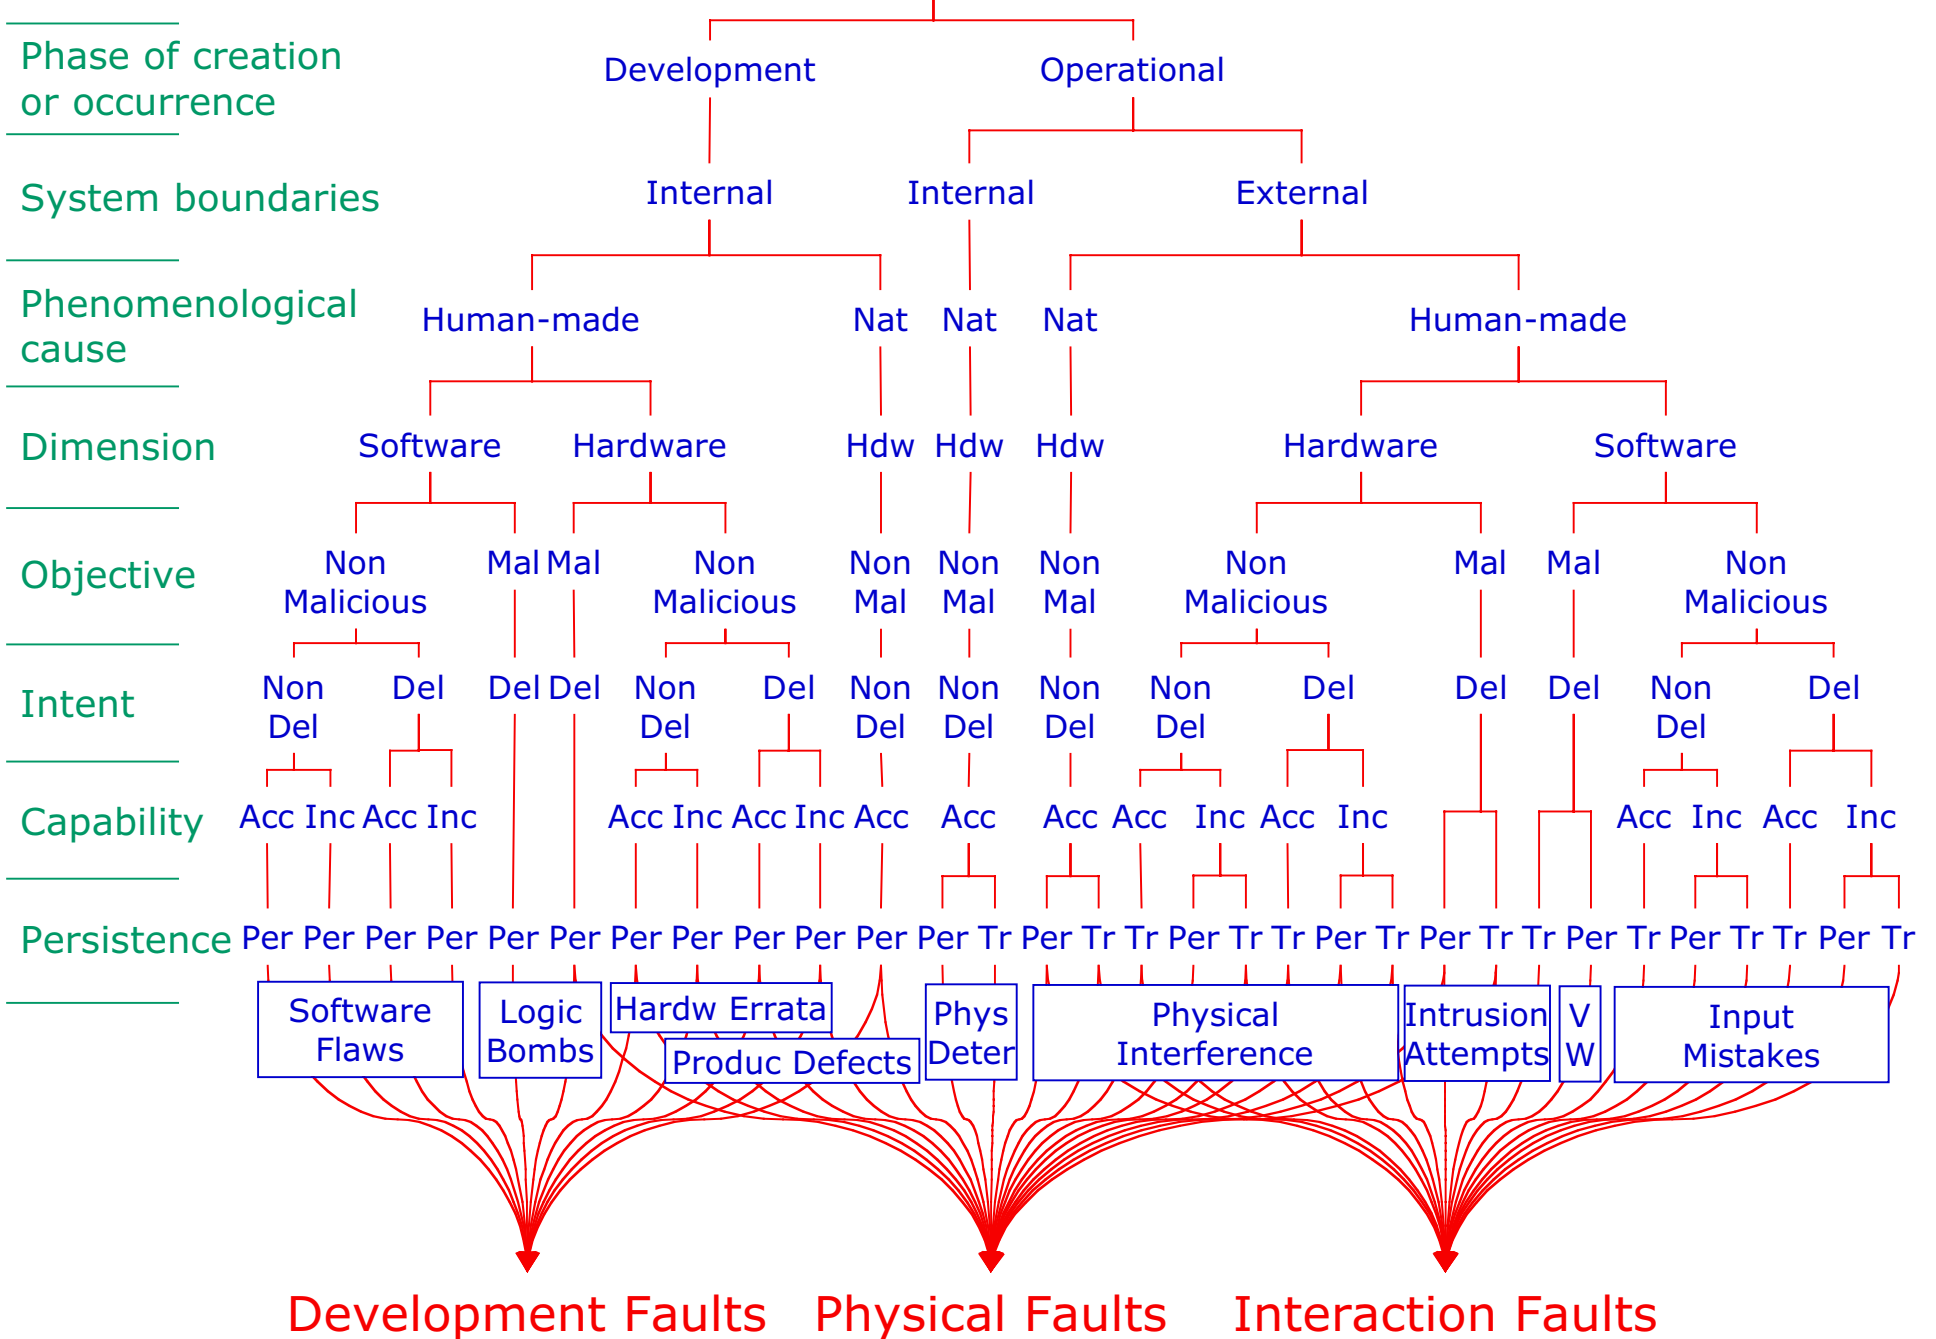 Phase of creation
or occurrence
Development Operational
System boundaries
Internal Internal External
Phenomenological
cause
Human-made Nat Nat Nat Human-made
Dimension
Software Hardware Hdw Hdw Hdw Hardware Software
Objective
Non Mal Mal Non Non Non Non Non Mal Mal Non
Malicious Malicious Mal Mal Mal Malicious Malicious
Intent
Non Del Del Del Non Del Non Non Non Non Del Del Del Non Del
Del Del Del Del Del Del Del
Capability
Acc Inc Acc Inc Acc Inc Acc Inc Acc Acc Acc Acc Inc Acc Inc Acc Inc Acc Inc
Persistence
Per Per Per Per Per Per Per Per Per Per Per Per Tr Per Tr Tr Per Tr Tr Per Tr Per Tr Tr Per Tr Per Tr Tr Per Tr
Software
Flaws
Logic
Bombs
Hardw Errata
Produc Defects
Phys
Deter
Physical
Interference
Intrusion
Attempts
V
W
Input
Mistakes
Development Faults Physical Faults Interaction Faults